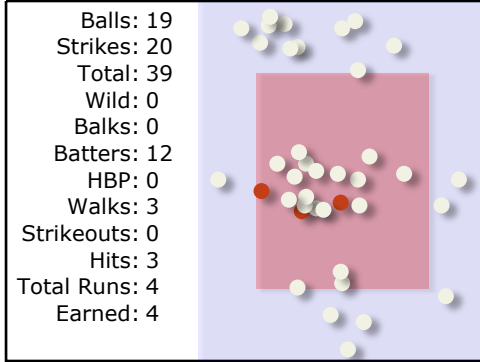 Balls: 19
Strikes: 20
Total: 39
Wild: 0
Balks: 0
Batters: 12
HBP: 0
Walks: 3
Strikeouts: 0
Hits: 3
Total Runs: 4
Earned: 4